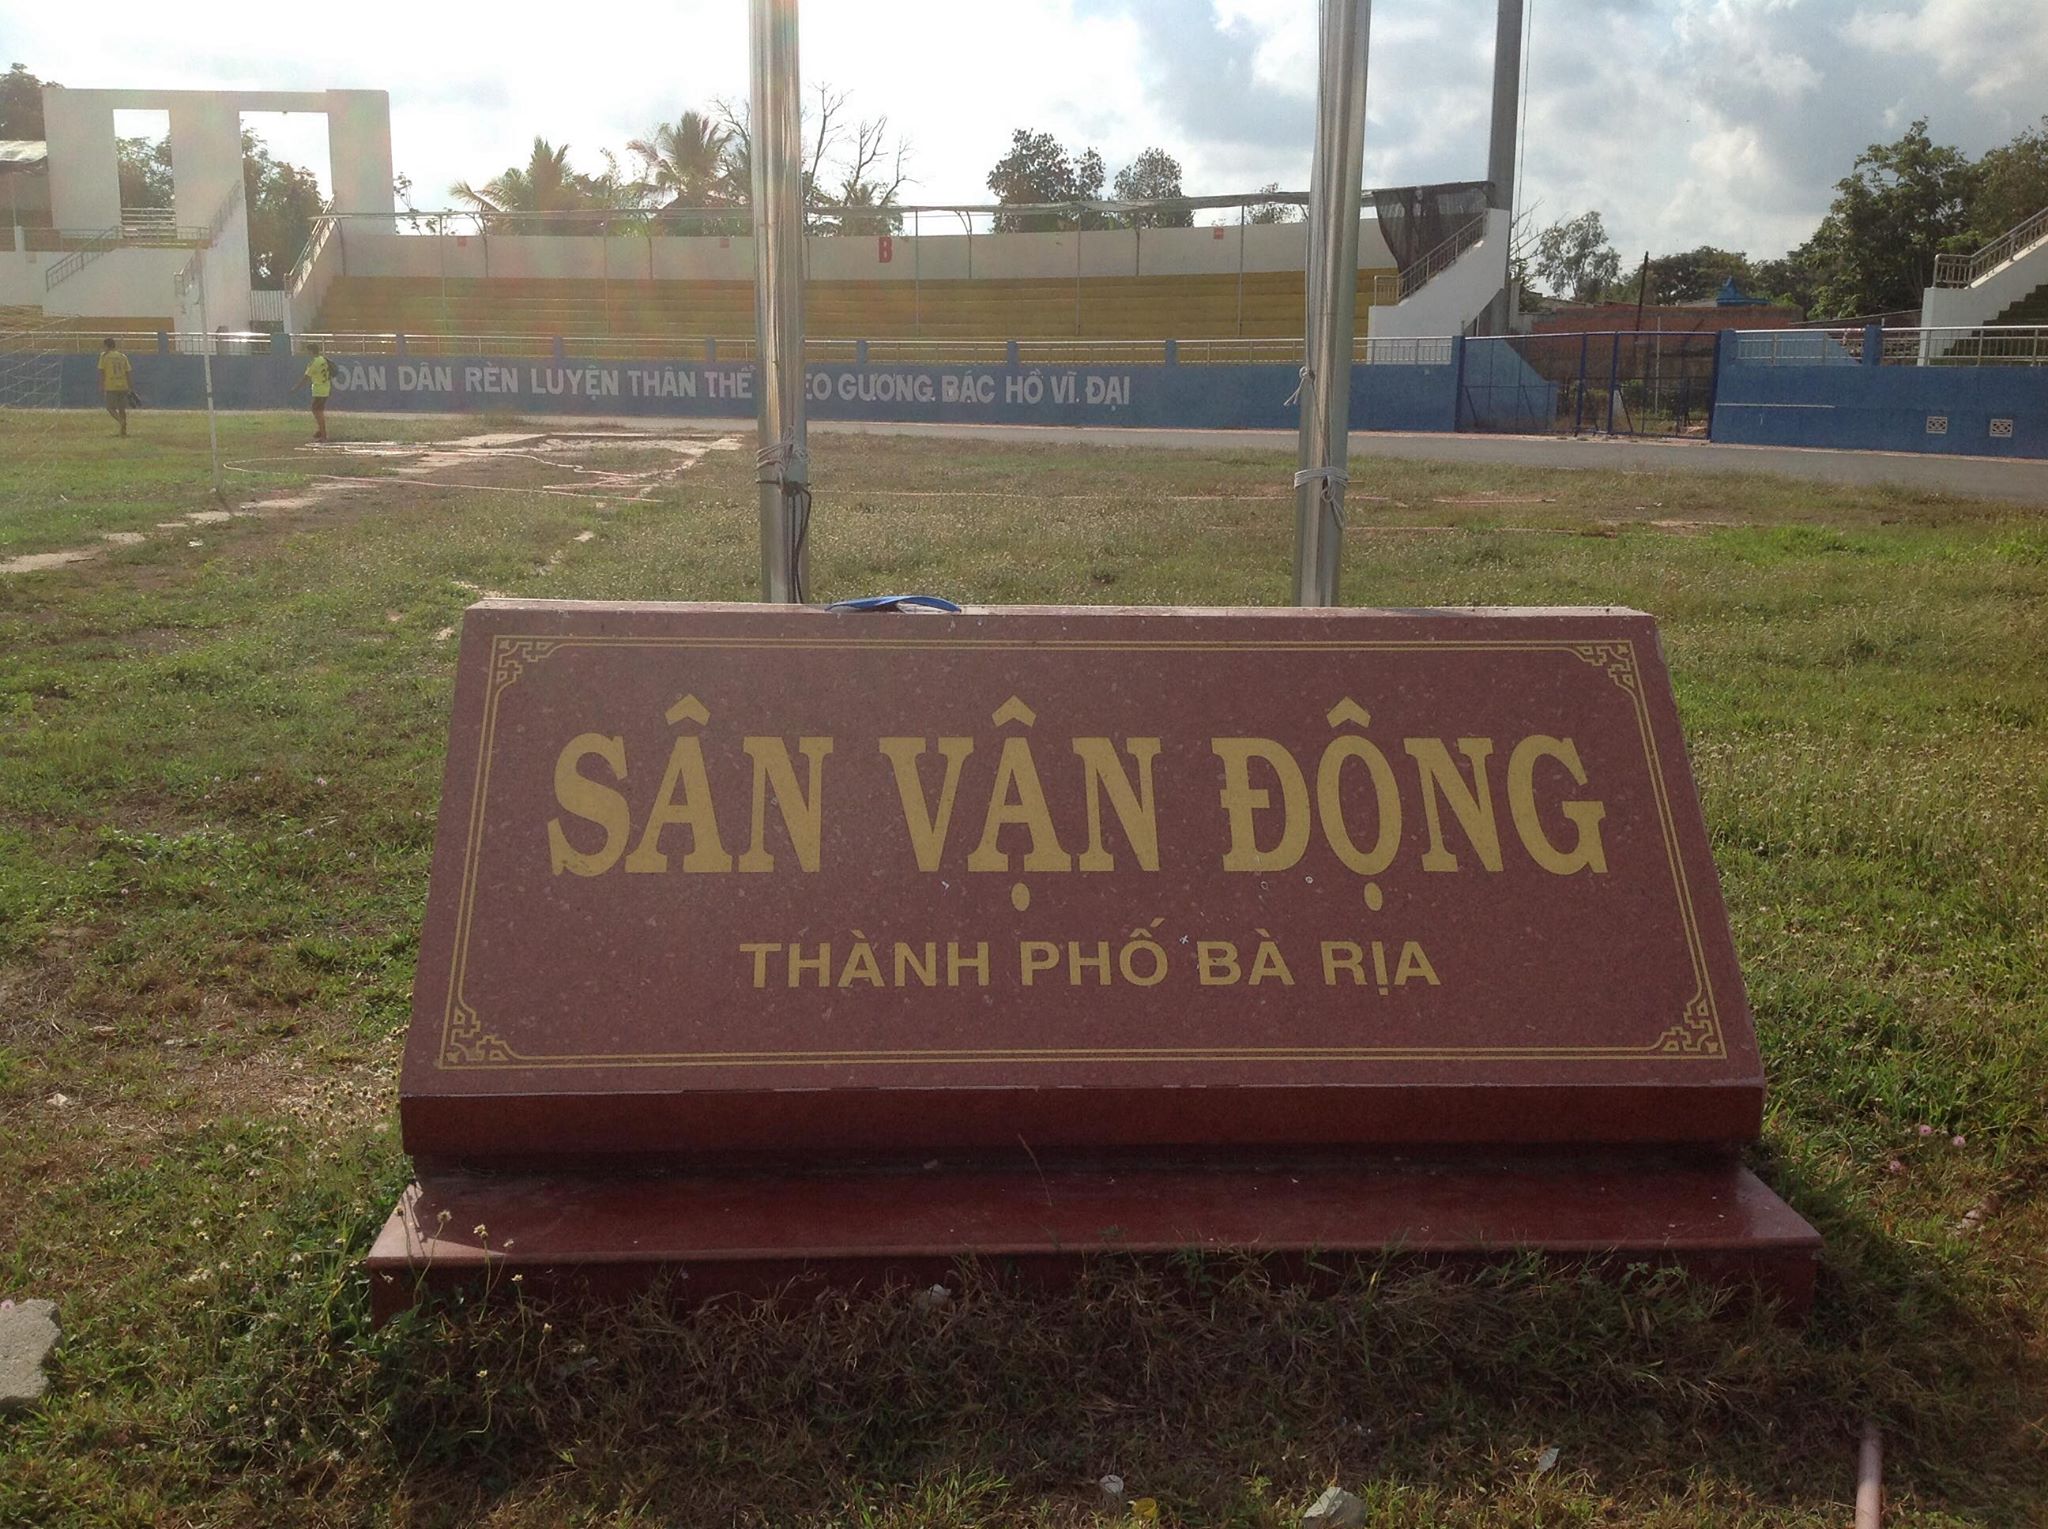 B
DÂN RÈN LUYỆN THÂN THỂ GƯƠNG BÁC HỒ VĨ ĐẠI
SÂN VẬN ĐỘNG
THÀNH PHỐ BÀ RỊA